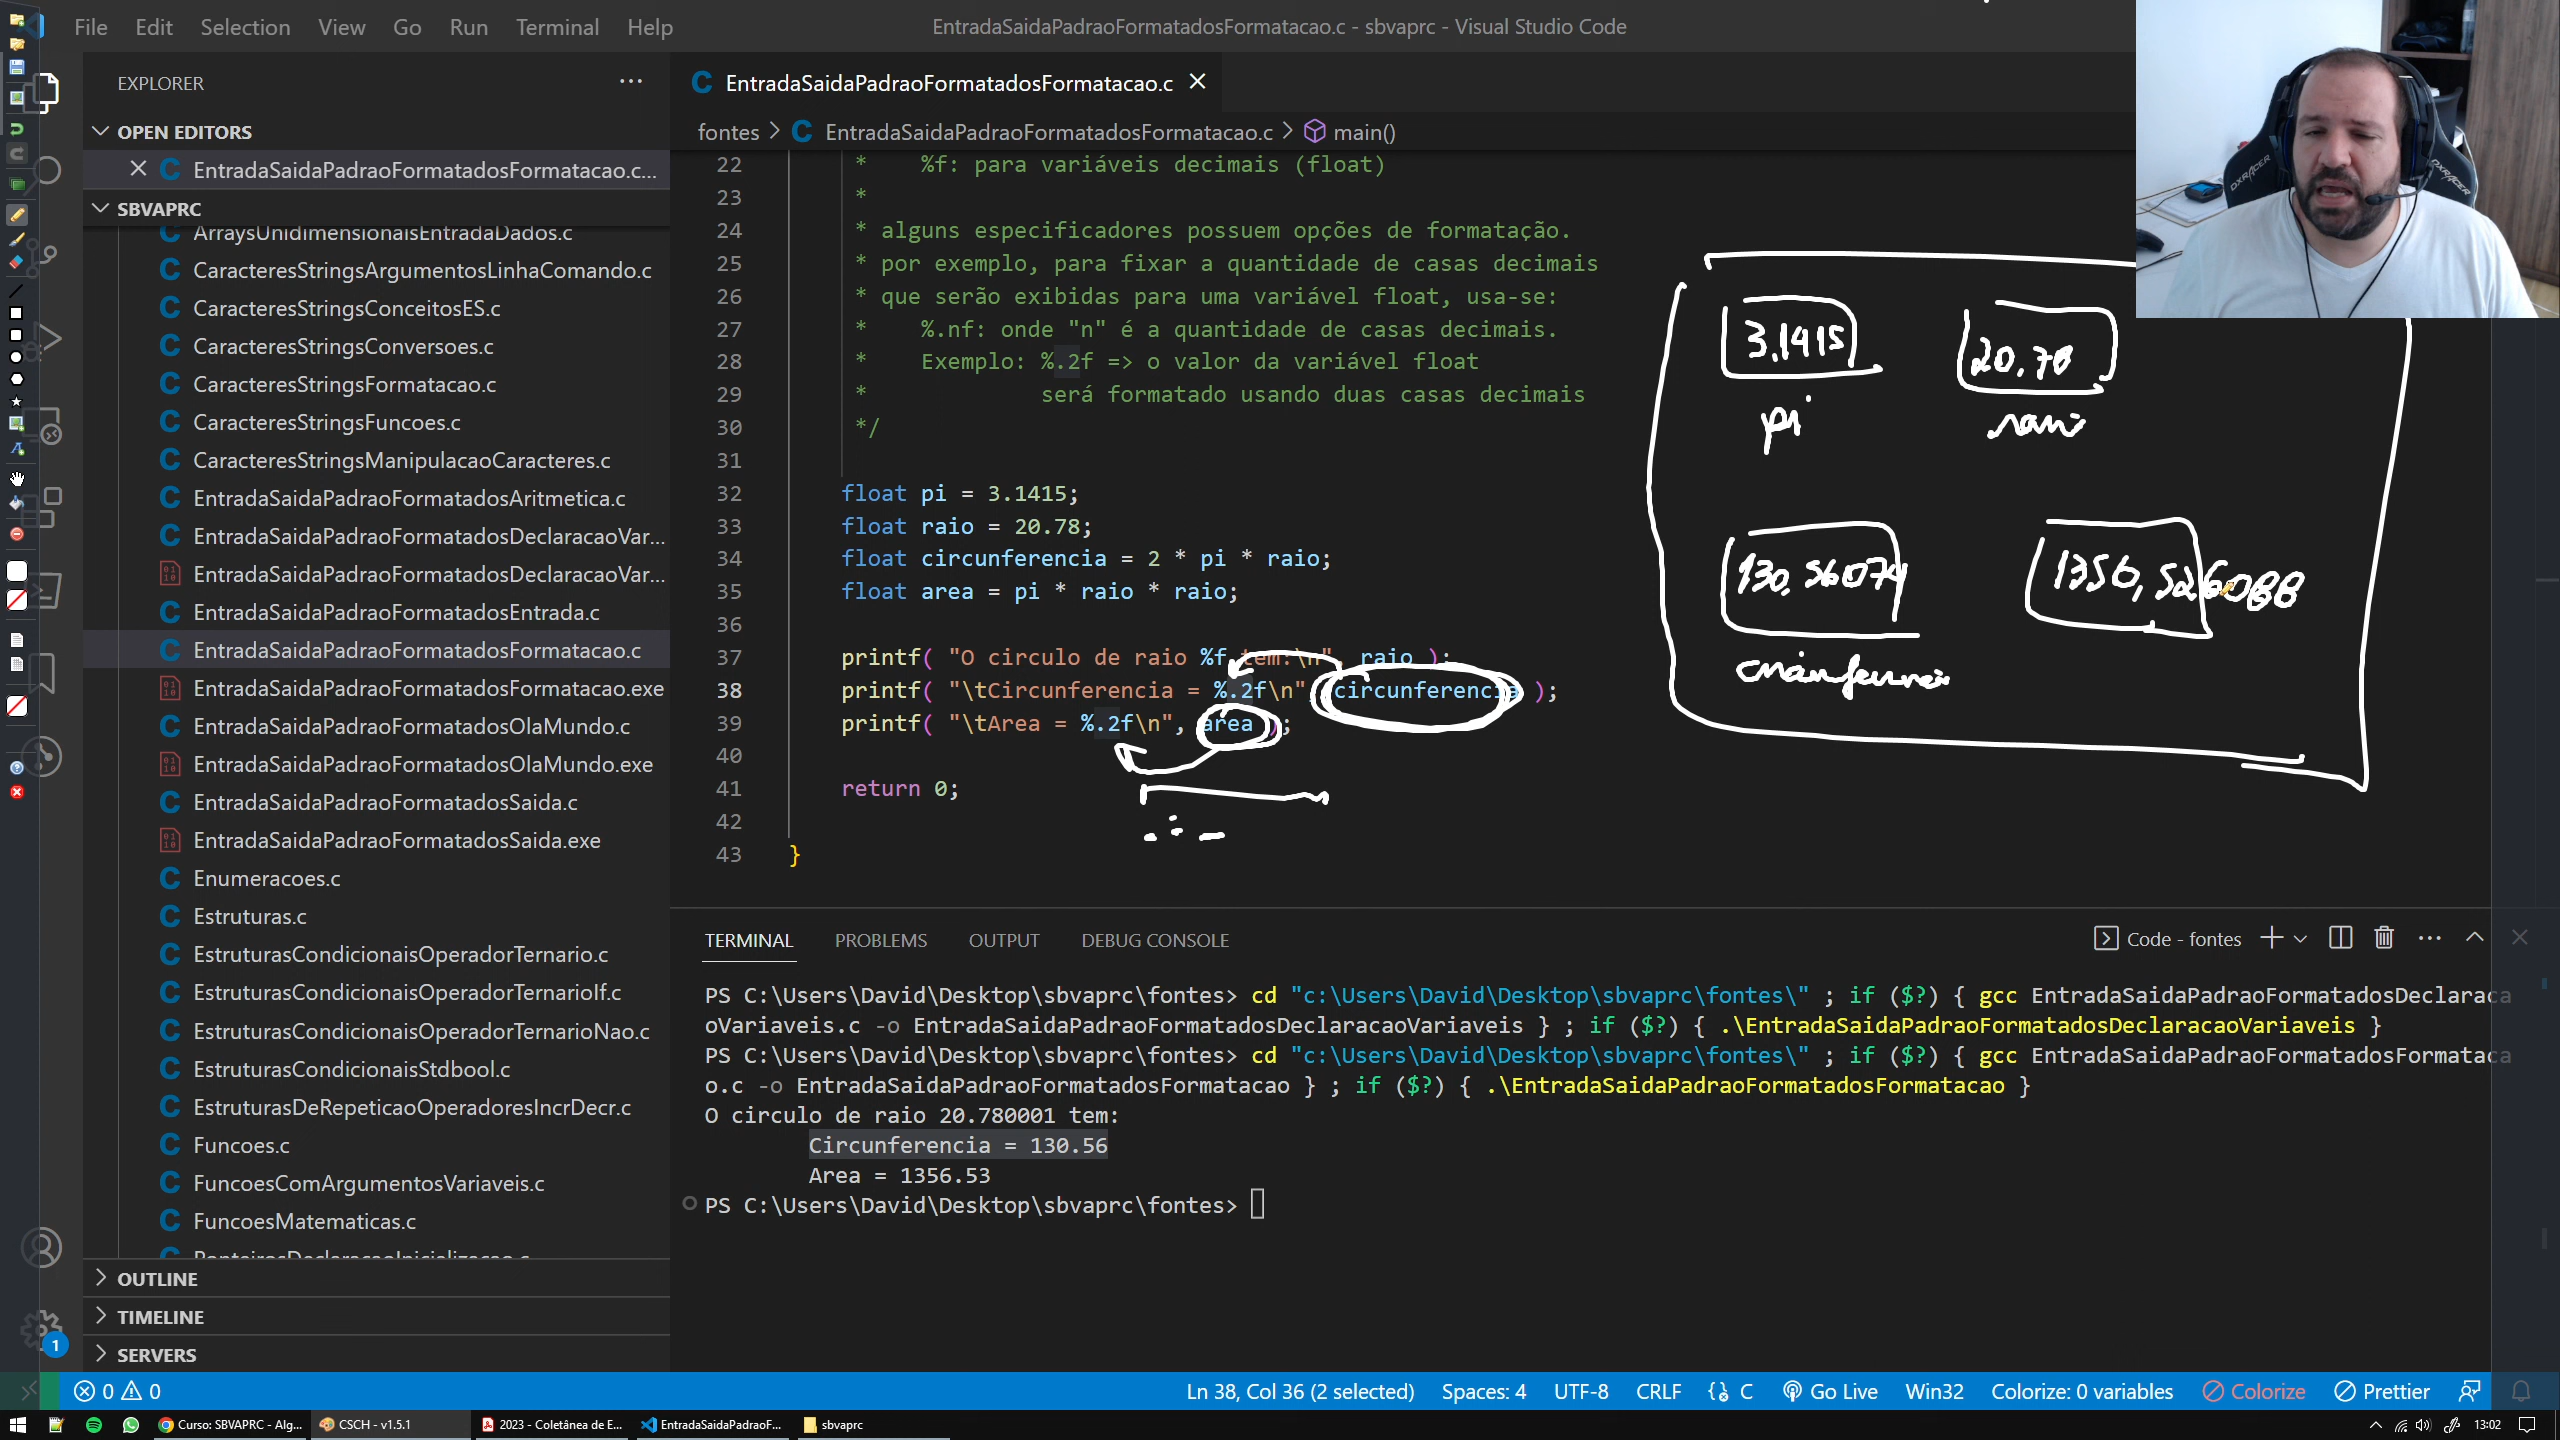 File Edit Selection View Go Run Terminal Help
EntradaSaidaPadraoFormatadosFormatacao.c - sbvaprc - Visual Studio Code
EXPLORER
OPEN EDITORS
EntradaSaidaPadraoFormatadosFormatacao.c...
SBVAPRC
ArraysUnidimensionaisEntradaDados.c
CaracteresStringsArgumentosLinhaComando.c
CaracteresStringsConceitosES.c
CaracteresStringsConversoes.c
CaracteresStringsFormatacao.c
CaracteresStringsFuncoes.c
CaracteresStringsManipulacaoCaracteres.c
EntradaSaidaPadraoFormatadosAritmetica.c
EntradaSaidaPadraoFormatadosDeclaracaoVar...
EntradaSaidaPadraoFormatadosDeclaracaoVar...
EntradaSaidaPadraoFormatadosEntrada.c
EntradaSaidaPadraoFormatadosFormatacao.c
EntradaSaidaPadraoFormatadosFormatacao.exe
EntradaSaidaPadraoFormatadosOlaMundo.c
EntradaSaidaPadraoFormatadosOlaMundo.exe
EntradaSaidaPadraoFormatadosSaida.c
EntradaSaidaPadraoFormatadosSaida.exe
Enumeracoes.c
Estruturas.c
EstruturasCondicionaisOperadorTernario.c
EstruturasCondicionaisOperadorTernarioIf.c
EstruturasCondicionaisOperadorTernarioNao.c
EstruturasCondicionaisStdbool.c
EstruturasDeRepeticaoOperadoresIncrDecr.c
Funcoes.c
FuncoesComArgumentosVariaveis.c
FuncoesMatematicas.c
PonteirosDeclaracaoInicializacao.c
OUTLINE
TIMELINE
SERVERS
EntradaSaidaPadraoFormatadosFormatacao.c
fontes > EntradaSaidaPadraoFormatadosFormatacao.c > main()
22 * %f: para variáveis decimais (float)
23 *
24 * alguns especificadores possuem opções de formatação.
25 * por exemplo, para fixar a quantidade de casas decimais
26 * que serão exibidas para uma variável float, usa-se:
27 * %.nf: onde "n" é a quantidade de casas decimais.
28 * Exemplo: %.2f => o valor da variável float
29 * será formatado usando duas casas decimais
30 */
31
32 float pi = 3.1415;
33 float raio = 20.78;
34 float circunferencia = 2 * pi * raio;
35 float area = pi * raio * raio;
36
37 printf( "O circulo de raio %f tem:\n", raio );
38 printf( "\tCircunferencia = %.2f\n", circunferencia );
39 printf( "\tArea = %.2f\n", area );
40
41 return 0;
42
43 }
3.1415
20.78
pi
130.56074
1356,526088
DXRACER
DXRACER
TERMINAL PROBLEMS OUTPUT DEBUG CONSOLE
Code - fontes
PS C:\Users\David\Desktop\sbvaprc\fontes> cd "c:\Users\David\Desktop\sbvaprc\fontes\" ; if ($?) { gcc EntradaSaidaPadraoFormatadosDeclaraca
oVariaveis.c -o EntradaSaidaPadraoFormatadosDeclaracaoVariaveis } ; if ($?) { .\EntradaSaidaPadraoFormatadosDeclaracaoVariaveis }
PS C:\Users\David\Desktop\sbvaprc\fontes> cd "c:\Users\David\Desktop\sbvaprc\fontes\" ; if ($?) { gcc EntradaSaidaPadraoFormatadosFormataca
o.c -o EntradaSaidaPadraoFormatadosFormatacao } ; if ($?) { .\EntradaSaidaPadraoFormatadosFormatacao }
O circulo de raio 20.780001 tem:
Circunferencia = 130.56
Area = 1356.53
PS C:\Users\David\Desktop\sbvaprc\fontes>
1
0 0
Ln 38, Col 36 (2 selected) Spaces: 4 UTF-8 CRLF C Go Live Win32 Colorize: 0 variables Colorize Prettier
Curso: SBVAPRC - Alg... CSCH - v1.5.1 2023 - Coletânea de E... EntradaSaidaPadraoF... sbvaprc 13:02